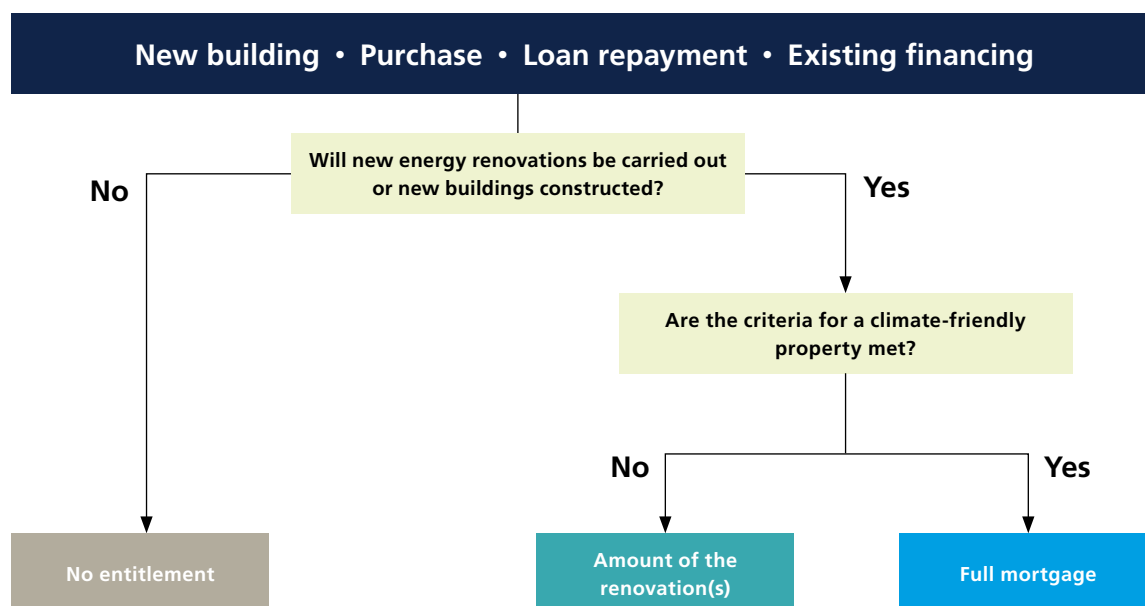 New building • Purchase • Loan repayment • Existing financing
Will new energy renovations be carried out
or new buildings constructed?
No
Yes
Are the criteria for a climate-friendly
property met?
No
Yes
No entitlement
Amount of the
renovation(s)
Full mortgage